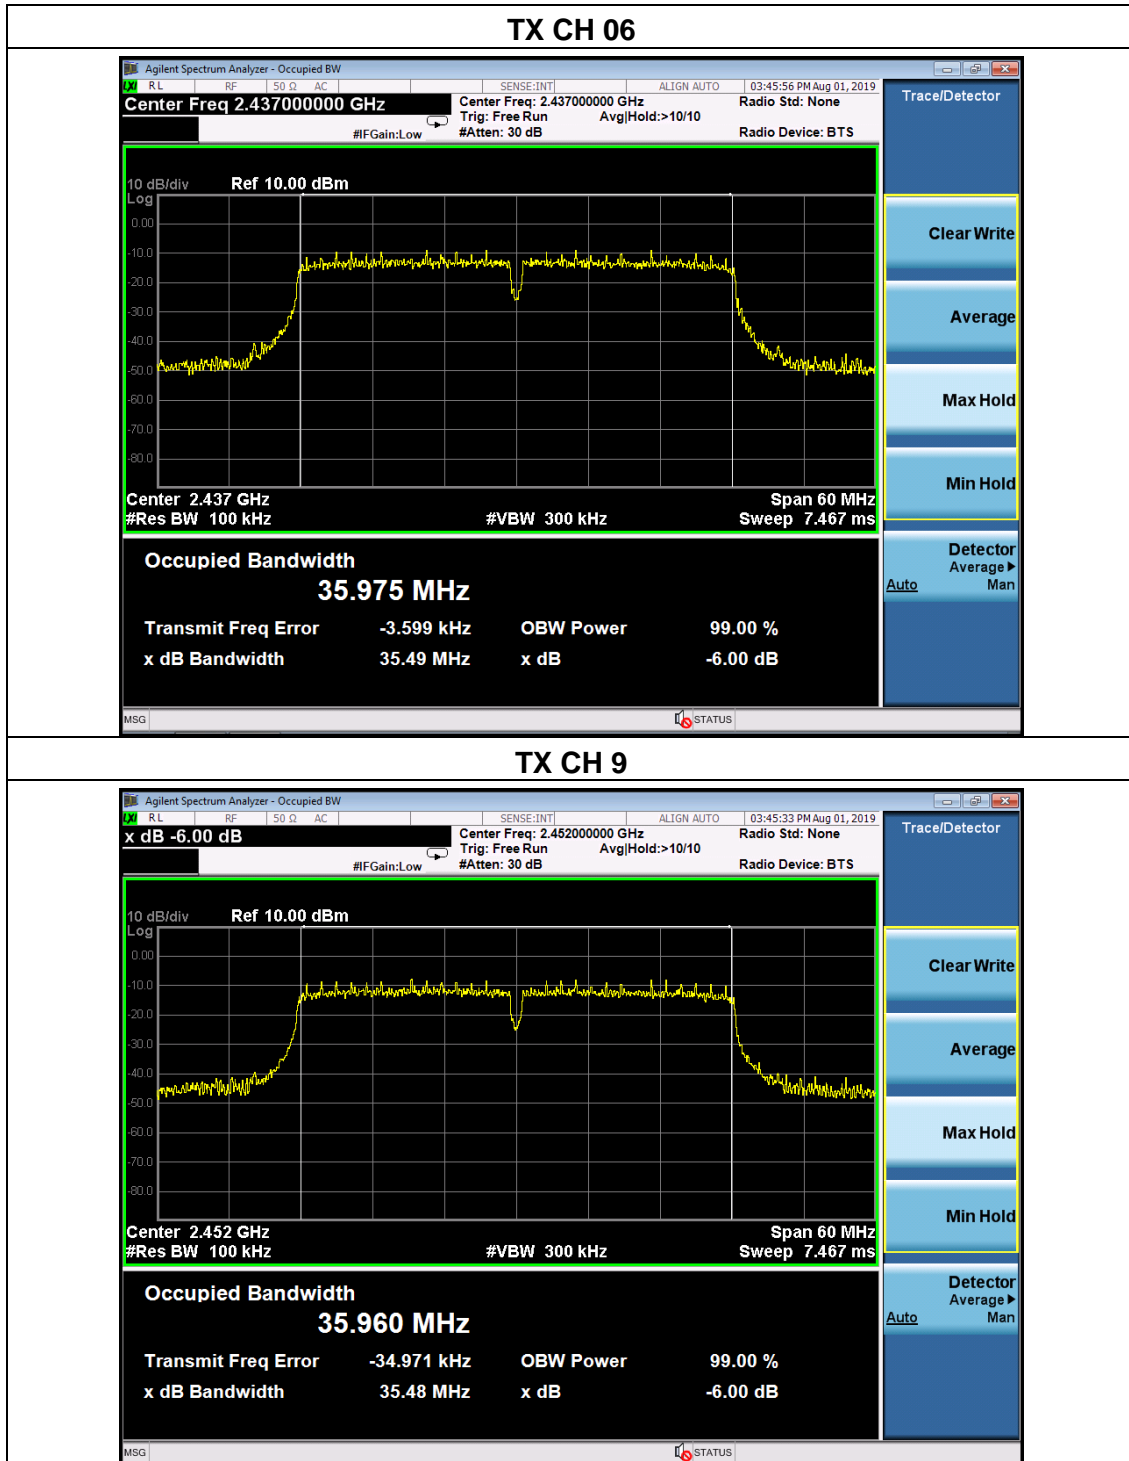 TX CH 06
Agilent Spectrum Analyzer - Occupied BW
LXI RL RF 50 Ω AC SENSE:INT ALIGN AUTO 03:45:56 PM Aug 01, 2019
Center Freq 2.437000000 GHz
Center Freq: 2.437000000 GHz Radio Std: None
Trig: Free Run Avg|Hold:>10/10
#IFGain:Low #Atten: 30 dB Radio Device: BTS
Trace/Detector
10 dB/div Ref 10.00 dBm
Log
0.00
-10.0
-20.0
-30.0
-40.0
-50.0
-60.0
-70.0
-80.0
Clear Write
Average
Max Hold
Min Hold
Center 2.437 GHz Span 60 MHz
#Res BW 100 kHz #VBW 300 kHz Sweep 7.467 ms
Detector
Average▶
Auto Man
Occupied Bandwidth
35.975 MHz
Transmit Freq Error -3.599 kHz OBW Power 99.00 %
x dB Bandwidth 35.49 MHz x dB -6.00 dB
MSG STATUS
TX CH 9
Agilent Spectrum Analyzer - Occupied BW
LXI RL RF 50 Ω AC SENSE:INT ALIGN AUTO 03:45:33 PM Aug 01, 2019
x dB -6.00 dB
Center Freq: 2.452000000 GHz Radio Std: None
Trig: Free Run Avg|Hold:>10/10
#IFGain:Low #Atten: 30 dB Radio Device: BTS
Trace/Detector
10 dB/div Ref 10.00 dBm
Log
0.00
-10.0
-20.0
-30.0
-40.0
-50.0
-60.0
-70.0
-80.0
Clear Write
Average
Max Hold
Min Hold
Center 2.452 GHz Span 60 MHz
#Res BW 100 kHz #VBW 300 kHz Sweep 7.467 ms
Detector
Average▶
Auto Man
Occupied Bandwidth
35.960 MHz
Transmit Freq Error -34.971 kHz OBW Power 99.00 %
x dB Bandwidth 35.48 MHz x dB -6.00 dB
MSG STATUS